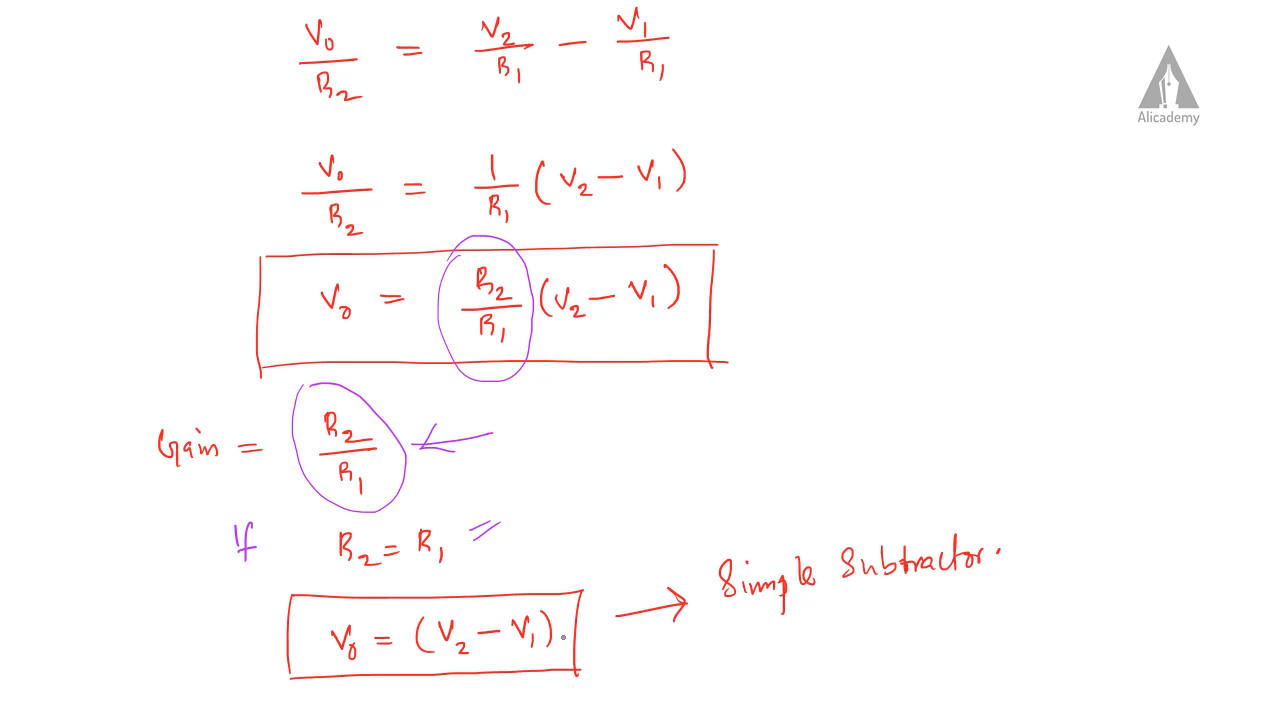 V₀/R₂ = V₂/R₁ − V₁/R₁
Alicademy
V₀/R₂ = 1/R₁ (V₂ − V₁)
V₀ = R₂/R₁ (V₂ − V₁)
Gain = R₂/R₁
If R₂ = R₁
V₀ = (V₂ − V₁) → Simple Subtractor.